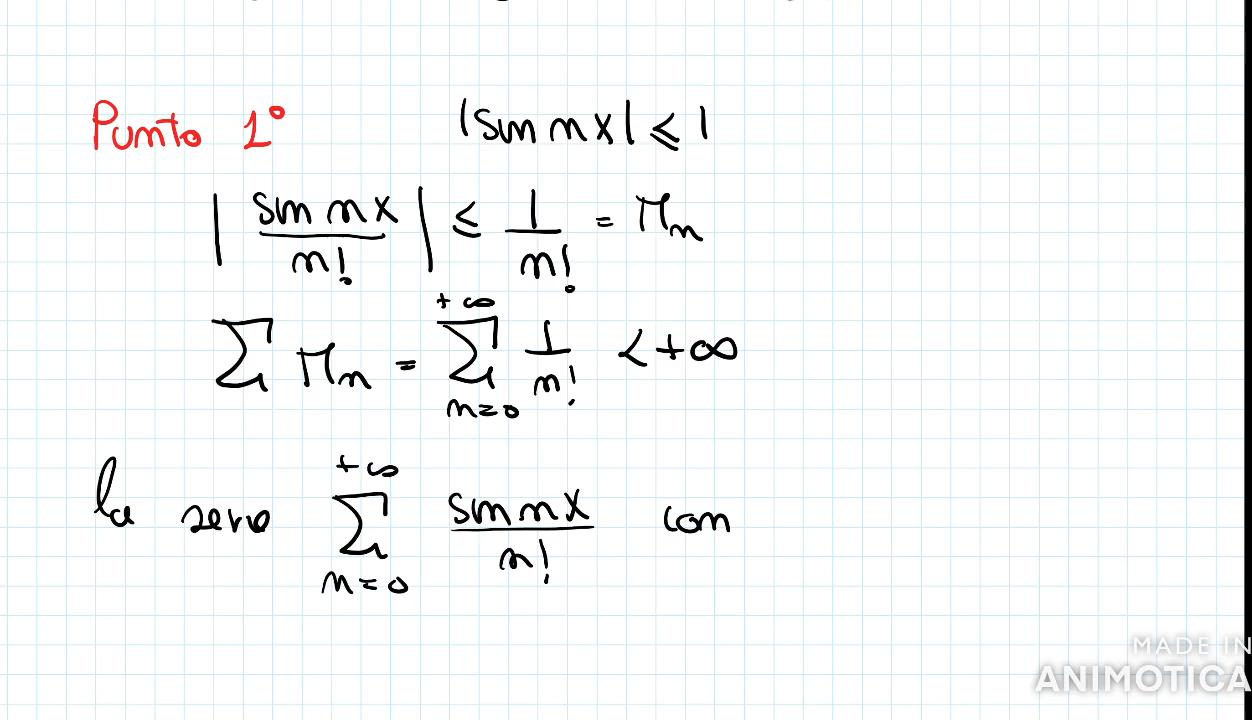 Punto 1° |sin nx| ≤ 1
|sin nx / n!| ≤ 1/n! = Mn
∑ Mn = ∑_{n=0}^{+∞} 1/n! < +∞
la serie ∑_{n=0}^{+∞} sin nx / n! con
MADE IN
ANIMOTICA